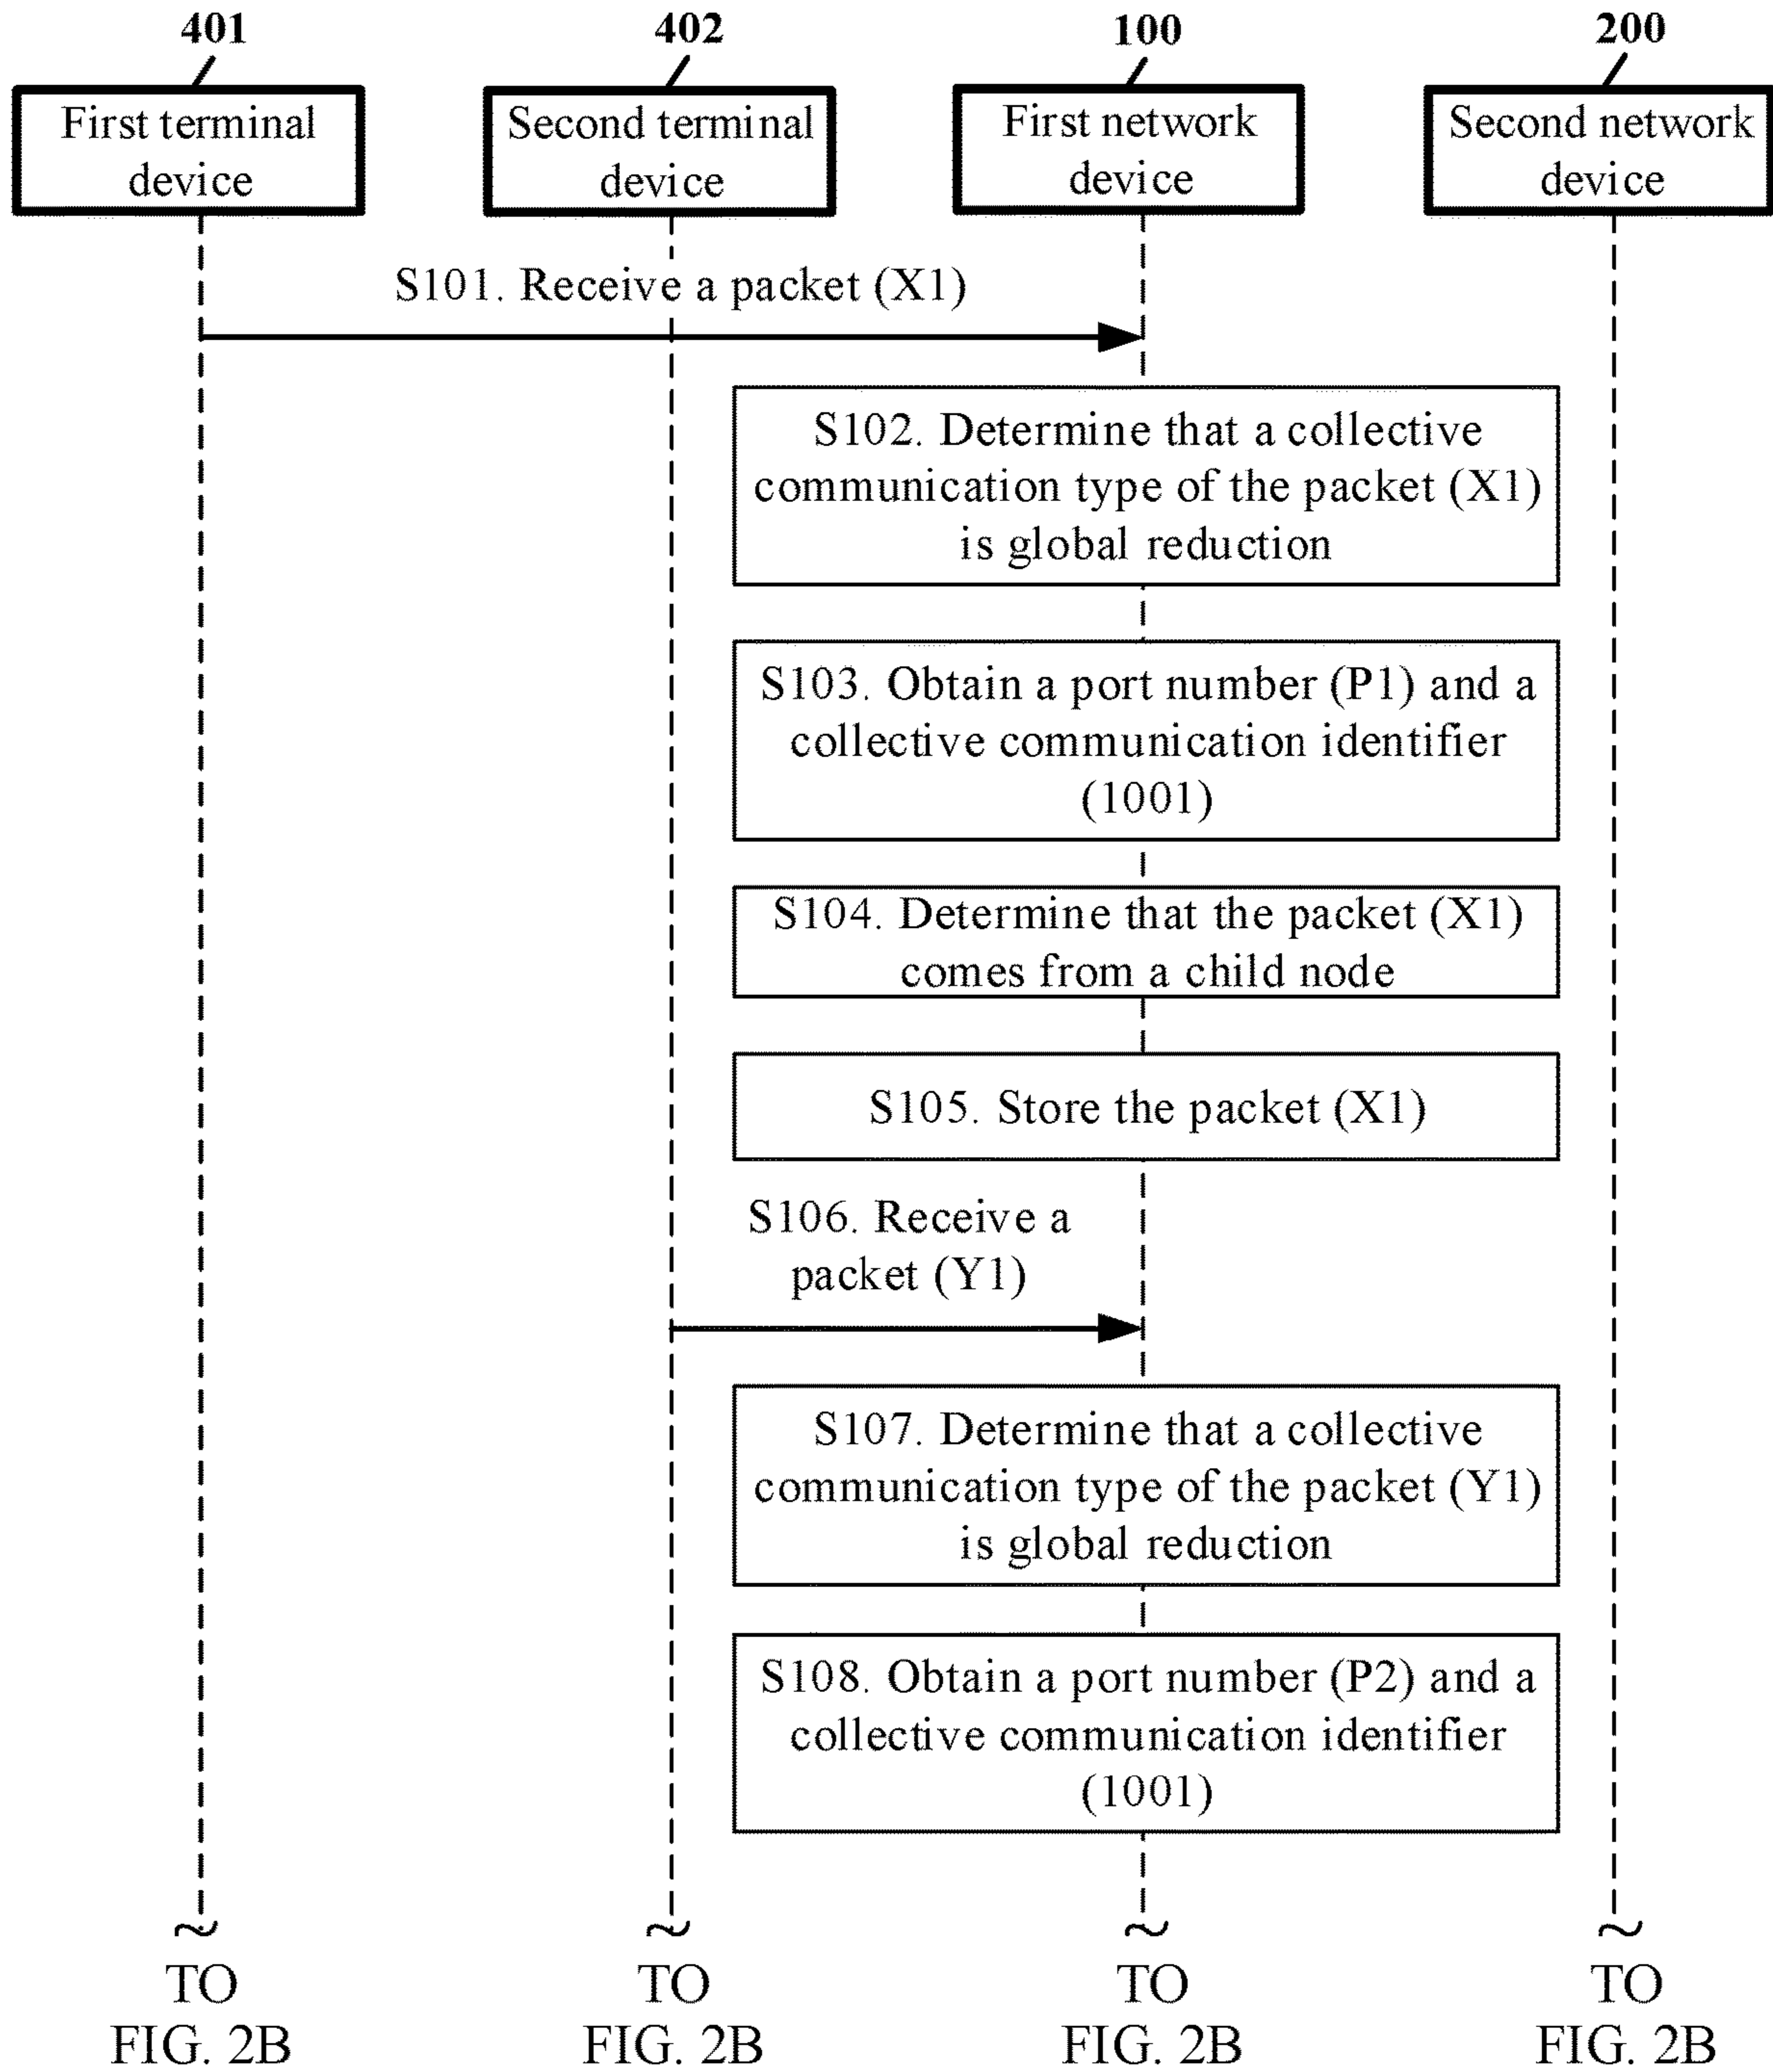 401
402
100
200
First terminal
device
Second terminal
device
First network
device
Second network
device
S101. Receive a packet (X1)
S102. Determine that a collective
communication type of the packet (X1)
is global reduction
S103. Obtain a port number (P1) and a
collective communication identifier
(1001)
S104. Determine that the packet (X1)
comes from a child node
S105. Store the packet (X1)
S106. Receive a
packet (Y1)
S107. Determine that a collective
communication type of the packet (Y1)
is global reduction
S108. Obtain a port number (P2) and a
collective communication identifier
(1001)
TO
FIG. 2B
TO
FIG. 2B
TO
FIG. 2B
TO
FIG. 2B